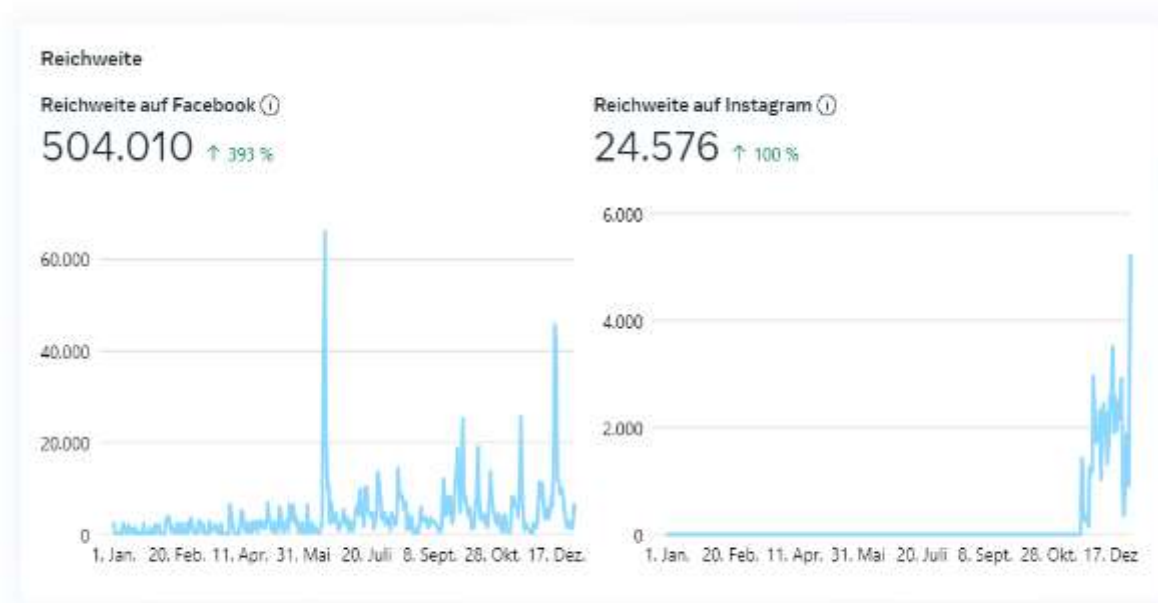 Reichweite
Reichweite auf Facebook ⓘ
504.010 ↑ 393 %
60.000
40.000
20.000
0
1. Jan. 20. Feb. 11. Apr. 31. Mai 20. Juli 8. Sept. 28. Okt. 17. Dez.
Reichweite auf Instagram ⓘ
24.576 ↑ 100 %
6.000
4.000
2.000
0
1. Jan. 20. Feb. 11. Apr. 31. Mai 20. Juli 8. Sept. 28. Okt. 17. Dez